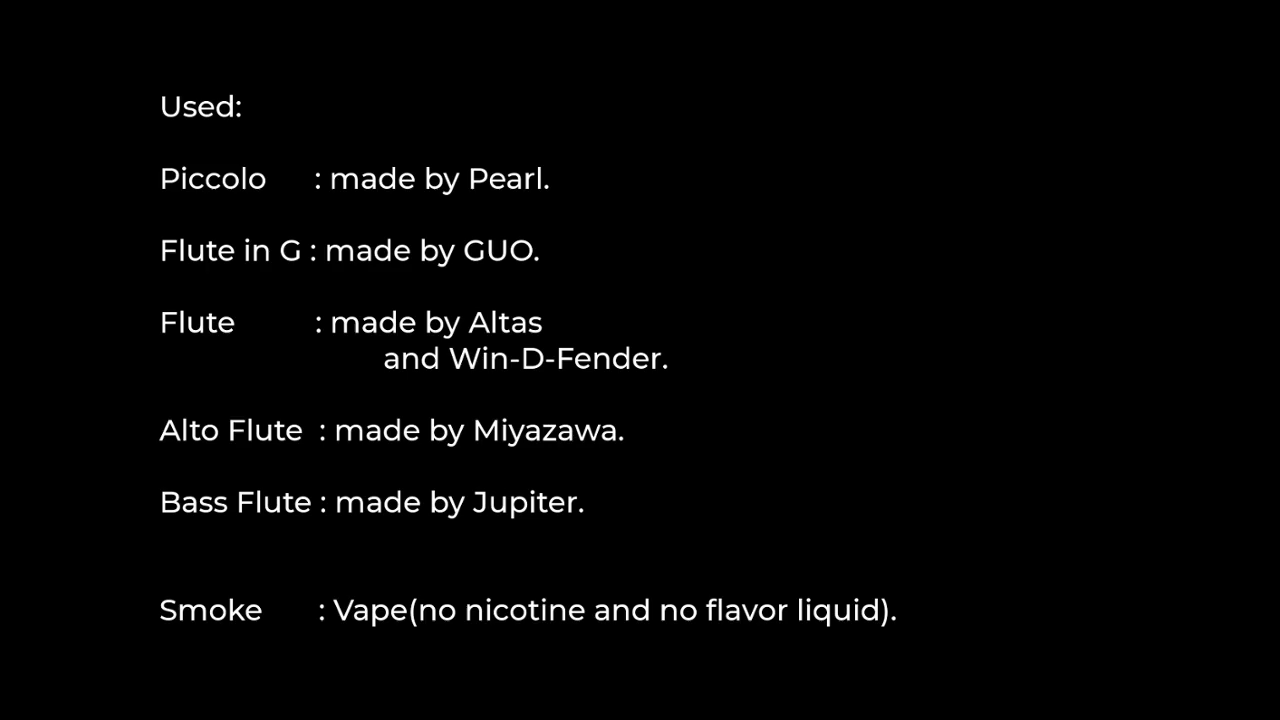 Used:
Piccolo : made by Pearl.
Flute in G : made by GUO.
Flute : made by Altas
and Win-D-Fender.
Alto Flute : made by Miyazawa.
Bass Flute : made by Jupiter.
Smoke : Vape(no nicotine and no flavor liquid).